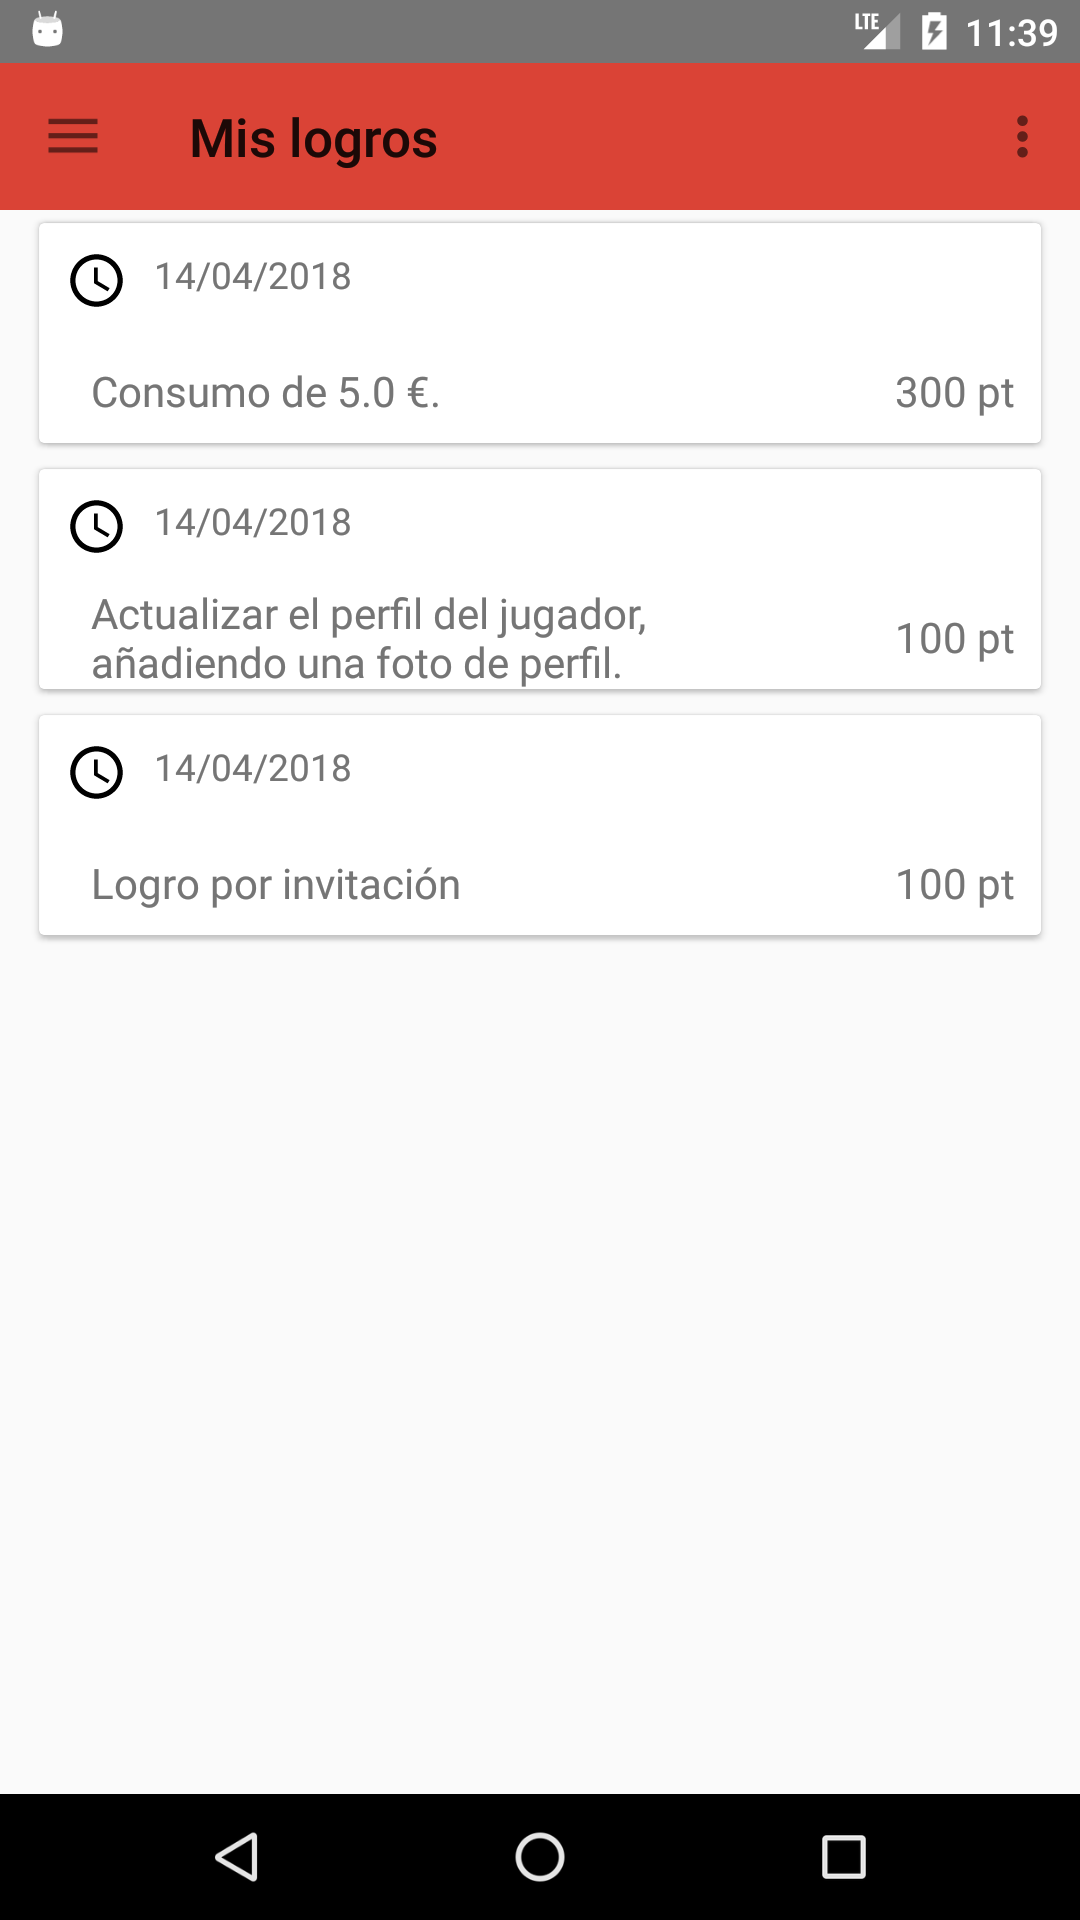 LTE 11:39
Mis logros
14/04/2018
Consumo de 5.0 €. 300 pt
14/04/2018
Actualizar el perfil del jugador,
añadiendo una foto de perfil. 100 pt
14/04/2018
Logro por invitación 100 pt